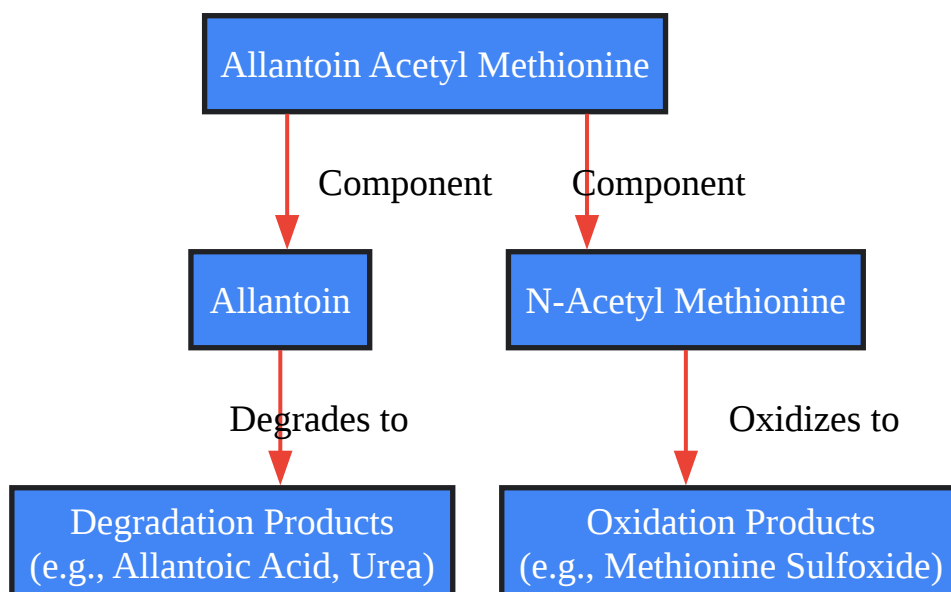 Allantoin Acetyl Methionine
Component
Component
Allantoin
N-Acetyl Methionine
Degrades to
Oxidizes to
Degradation Products
(e.g., Allantoic Acid, Urea)
Oxidation Products
(e.g., Methionine Sulfoxide)